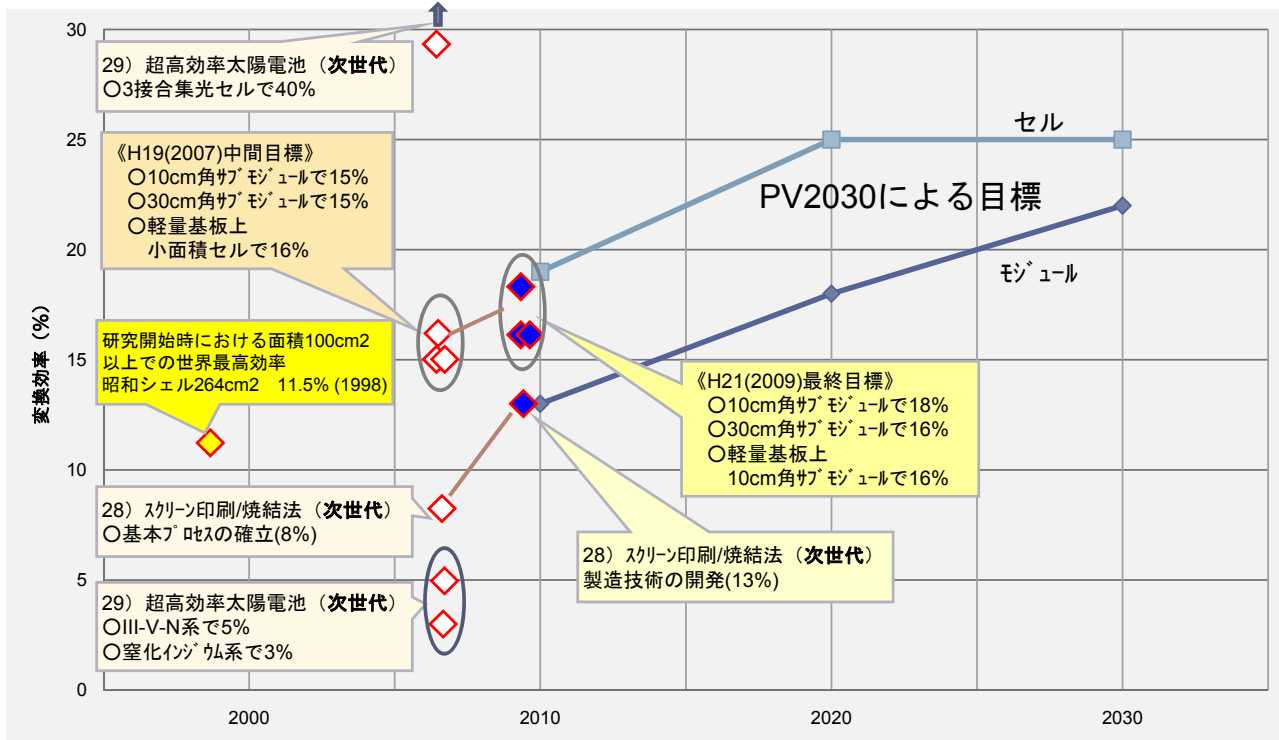 30
25
20
15
10
5
0
変換効率（%）
2000
2010
2020
2030
29）超高効率太陽電池（次世代）
〇3接合集光セルで40%
《H19(2007)中間目標》
〇10cm角ｻﾌﾞﾓｼﾞｭｰﾙで15%
〇30cm角ｻﾌﾞﾓｼﾞｭｰﾙで15%
〇軽量基板上
小面積セルで16%
研究開始時における面積100cm2
以上での世界最高効率
昭和シェル264cm2 11.5% (1998)
28）ｽｸﾘｰﾝ印刷/焼結法（次世代）
〇基本ﾌﾟﾛｾｽの確立(8%)
29）超高効率太陽電池（次世代）
〇III-V-N系で5%
〇窒化ｲﾝｼﾞｳﾑ系で3%
セル
PV2030による目標
ﾓｼﾞｭｰﾙ
《H21(2009)最終目標》
〇10cm角ｻﾌﾞﾓｼﾞｭｰﾙで18%
〇30cm角ｻﾌﾞﾓｼﾞｭｰﾙで16%
〇軽量基板上
10cm角ｻﾌﾞﾓｼﾞｭｰﾙで16%
28）ｽｸﾘｰﾝ印刷/焼結法（次世代）
製造技術の開発(13%)